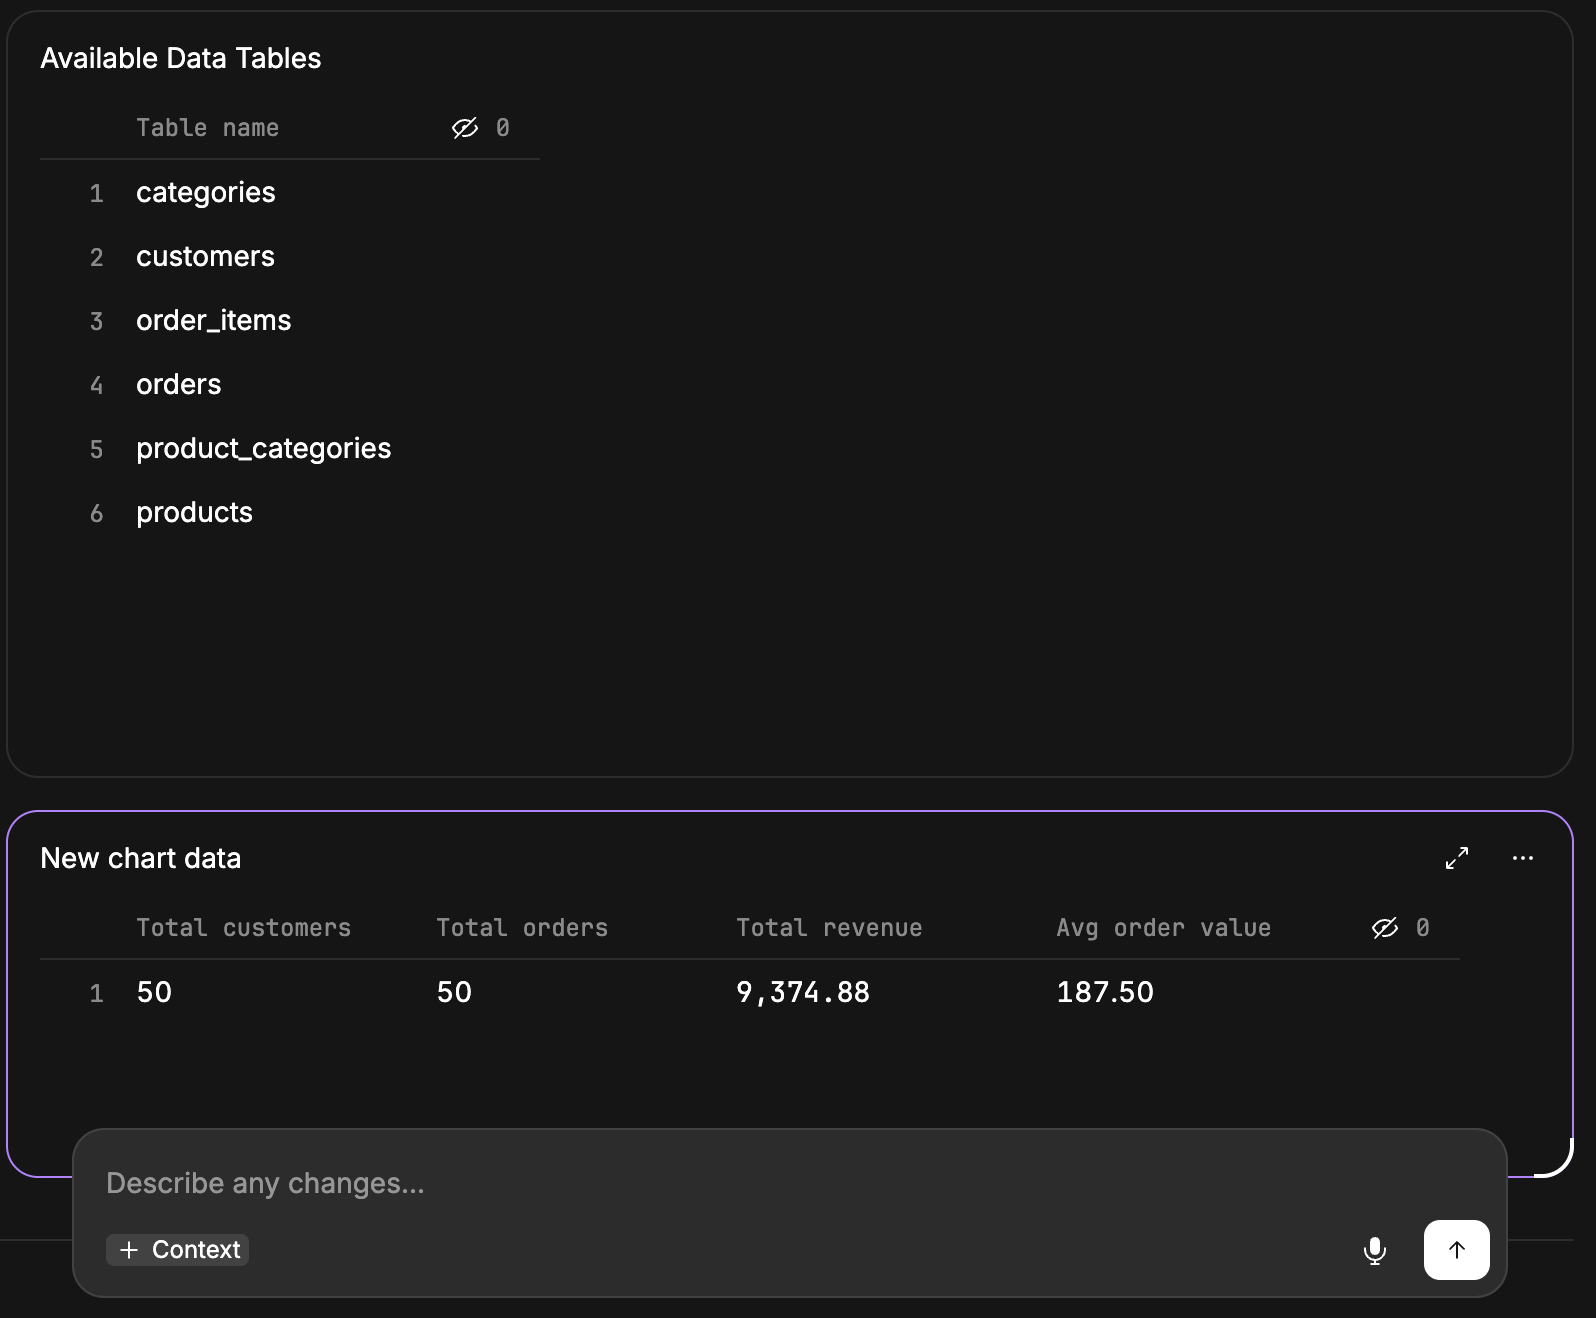 Available Data Tables
Table name 0
1 categories
2 customers
3 order_items
4 orders
5 product_categories
6 products
New chart data
Total customers Total orders Total revenue Avg order value 0
1 50 50 9,374.88 187.50
Describe any changes...
+ Context